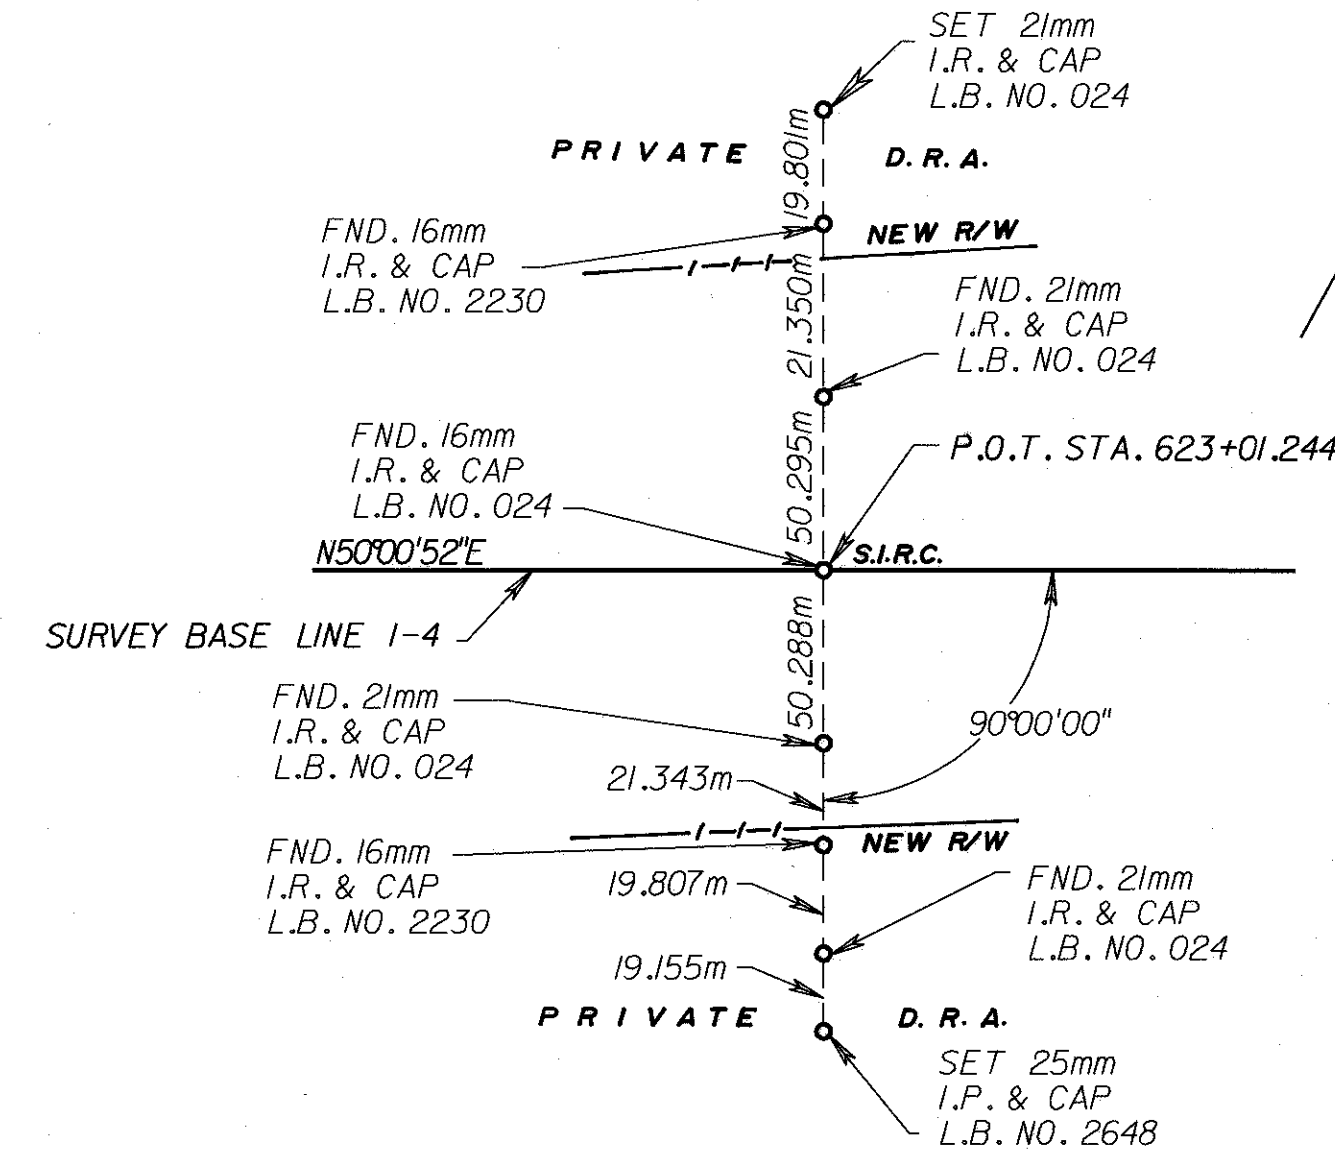 SET 21mm
I.R. & CAP
L.B. NO. 024
PRIVATE
D.R.A.
19.801m
FND. 16mm
I.R. & CAP
L.B. NO. 2230
NEW R/W
21.350m
FND. 21mm
I.R. & CAP
L.B. NO. 024
FND. 16mm
I.R. & CAP
L.B. NO. 024
50.295m
P.O.T. STA. 623+01.244
N50°00'52"E
S.I.R.C.
SURVEY BASE LINE I-4
50.288m
FND. 21mm
I.R. & CAP
L.B. NO. 024
90°00'00"
21.343m
NEW R/W
FND. 16mm
I.R. & CAP
L.B. NO. 2230
19.807m
FND. 21mm
I.R. & CAP
L.B. NO. 024
19.155m
PRIVATE
D.R.A.
SET 25mm
I.P. & CAP
L.B. NO. 2648